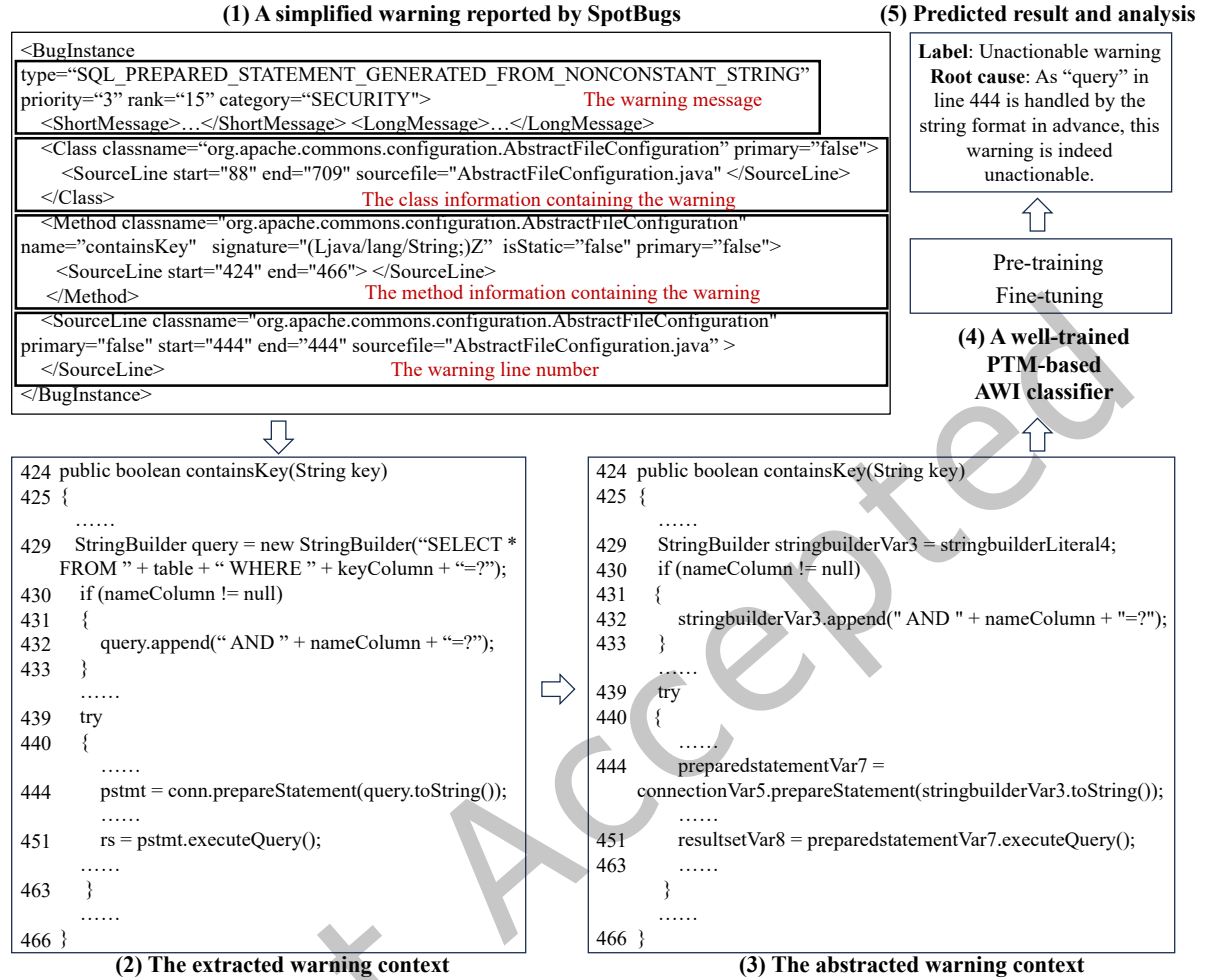 (1) A simplified warning reported by SpotBugs
<BugInstance
type=“SQL_PREPARED_STATEMENT_GENERATED_FROM_NONCONSTANT_STRING”
priority=“3” rank=“15” category=“SECURITY">
The warning message
<ShortMessage>…</ShortMessage> <LongMessage>…</LongMessage>
<Class classname=“org.apache.commons.configuration.AbstractFileConfiguration” primary=“false">
<SourceLine start="88" end="709" sourcefile="AbstractFileConfiguration.java" </SourceLine>
</Class>
The class information containing the warning
<Method classname="org.apache.commons.configuration.AbstractFileConfiguration"
name=”containsKey" signature="(Ljava/lang/String;)Z” isStatic=”false" primary=”false">
<SourceLine start="424" end="466"> </SourceLine>
</Method>
The method information containing the warning
<SourceLine classname="org.apache.commons.configuration.AbstractFileConfiguration"
primary="false" start="444" end=”444" sourcefile="AbstractFileConfiguration.java” >
</SourceLine>
The warning line number
</BugInstance>
(5) Predicted result and analysis
Label: Unactionable warning
Root cause: As “query” in
line 444 is handled by the
string format in advance, this
warning is indeed
unactionable.
Pre-training
Fine-tuning
(4) A well-trained
PTM-based
AWI classifier
424 public boolean containsKey(String key)
425 {
……
429 StringBuilder query = new StringBuilder(“SELECT *
FROM ” + table + “ WHERE ” + keyColumn + “=?”);
430 if (nameColumn != null)
431 {
432 query.append(“ AND ” + nameColumn + “=?”);
433 }
……
439 try
440 {
……
444 pstmt = conn.prepareStatement(query.toString());
……
451 rs = pstmt.executeQuery();
……
463 }
……
466 }
(2) The extracted warning context
424 public boolean containsKey(String key)
425 {
……
429 StringBuilder stringbuilderVar3 = stringbuilderLiteral4;
430 if (nameColumn != null)
431 {
432 stringbuilderVar3.append(" AND " + nameColumn + "=?");
433 }
……
439 try
440 {
……
444 preparedstatementVar7 =
connectionVar5.prepareStatement(stringbuilderVar3.toString());
……
451 resultsetVar8 = preparedstatementVar7.executeQuery();
463 ……
}
……
466 }
(3) The abstracted warning context
Accepted